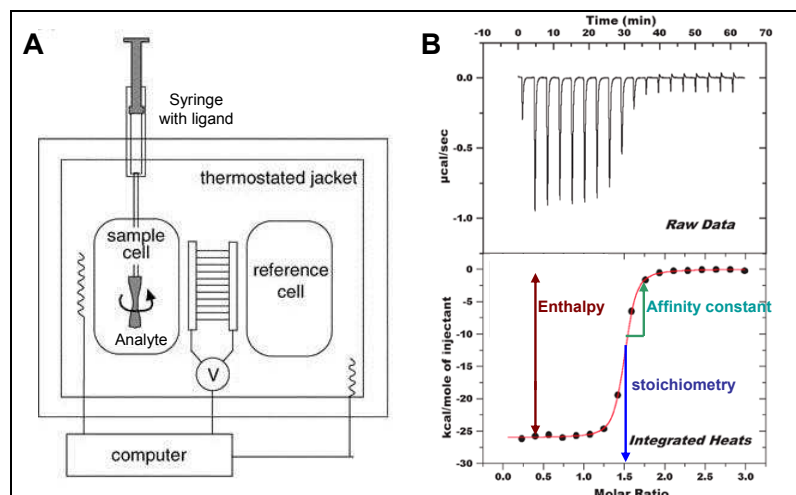 A
Syringe
with ligand
thermostated jacket
sample
cell
reference
cell
Analyte
V
computer
B
Time (min)
-10 0 10 20 30 40 50 60 70
0.0
-0.5
-1.0
µcal/sec
Raw Data
0
-5
-10
-15
-20
-25
-30
kcal/mole of injectant
Enthalpy
Affinity constant
stoichiometry
Integrated Heats
0.0 0.5 1.0 1.5 2.0 2.5 3.0
Molar Ratio